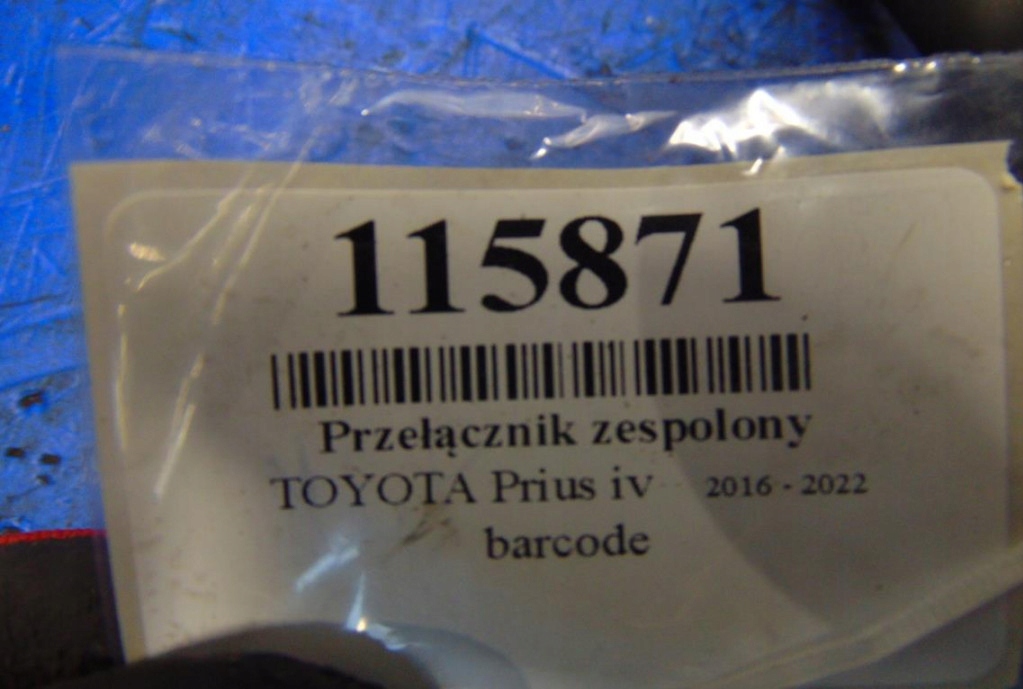 115871
Przełącznik zespolony
TOYOTA Prius iv 2016 - 2022
barcode